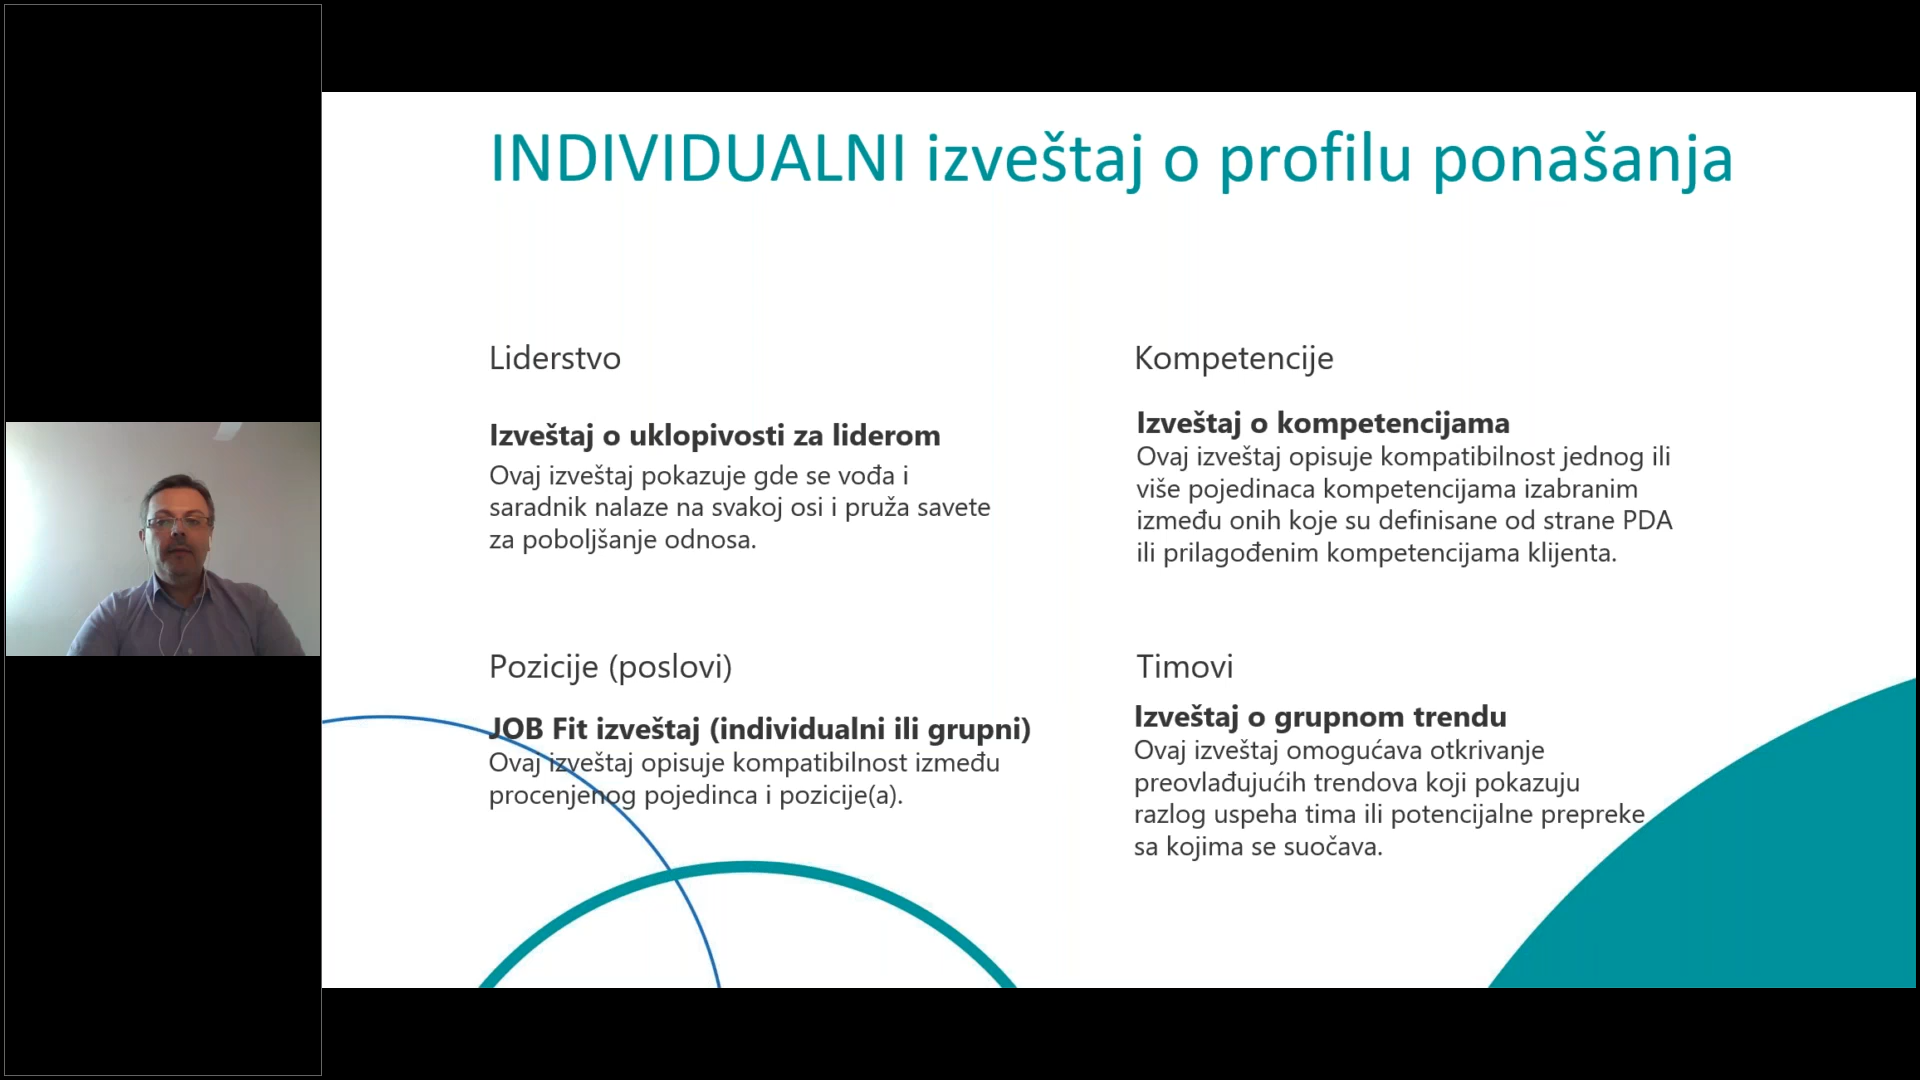 INDIVIDUALNI izveštaj o profilu ponašanja
Liderstvo
Izveštaj o uklopivosti za liderom
Ovaj izveštaj pokazuje gde se vođa i
saradnik nalaze na svakoj osi i pruža savete
za poboljšanje odnosa.
Kompetencije
Izveštaj o kompetencijama
Ovaj izveštaj opisuje kompatibilnost jednog ili
više pojedinaca kompetencijama izabranim
između onih koje su definisane od strane PDA
ili prilagođenim kompetencijama klijenta.
Pozicije (poslovi)
JOB Fit izveštaj (individualni ili grupni)
Ovaj izveštaj opisuje kompatibilnost između
procenjenog pojedinca i pozicije(a).
Timovi
Izveštaj o grupnom trendu
Ovaj izveštaj omogućava otkrivanje
preovlađujućih trendova koji pokazuju
razlog uspeha tima ili potencijalne prepreke
sa kojima se suočava.